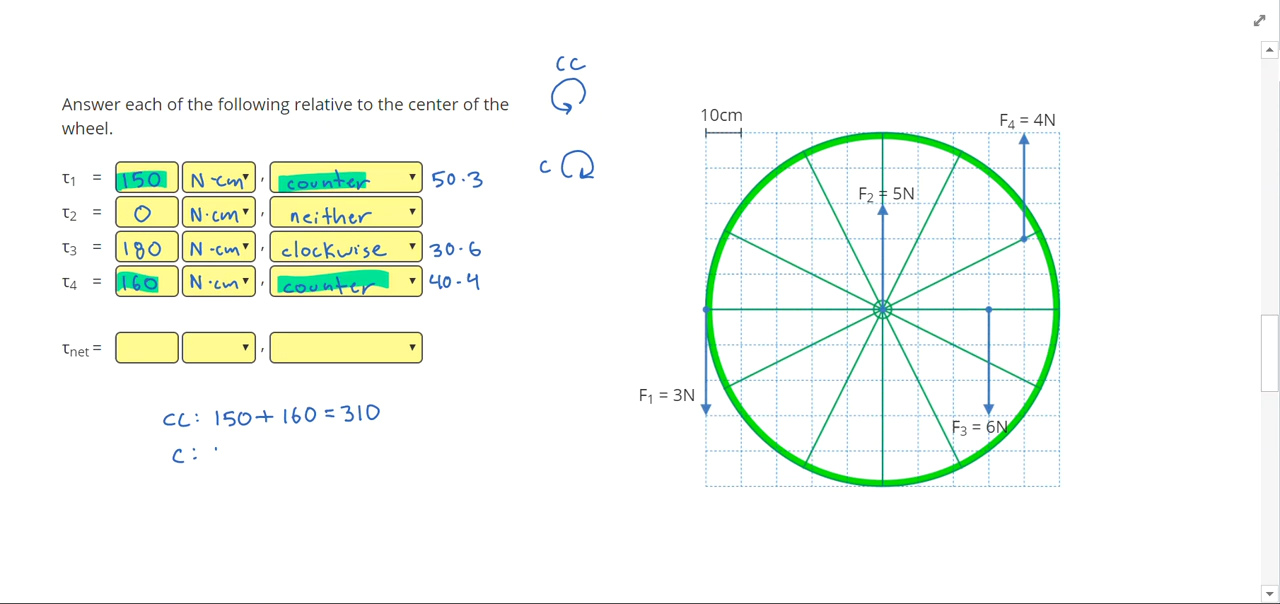 CC
Answer each of the following relative to the center of the
wheel.
10cm
F4 = 4N
C
τ1 = 150 N·cm, counter 50·3
F2 = 5N
τ2 = 0 N·cm, neither
τ3 = 180 N·cm, clockwise 30·6
τ4 = 160 N·cm, counter 40·4
τnet = ,
F1 = 3N
CC: 150+160=310
F3 = 6N
C: